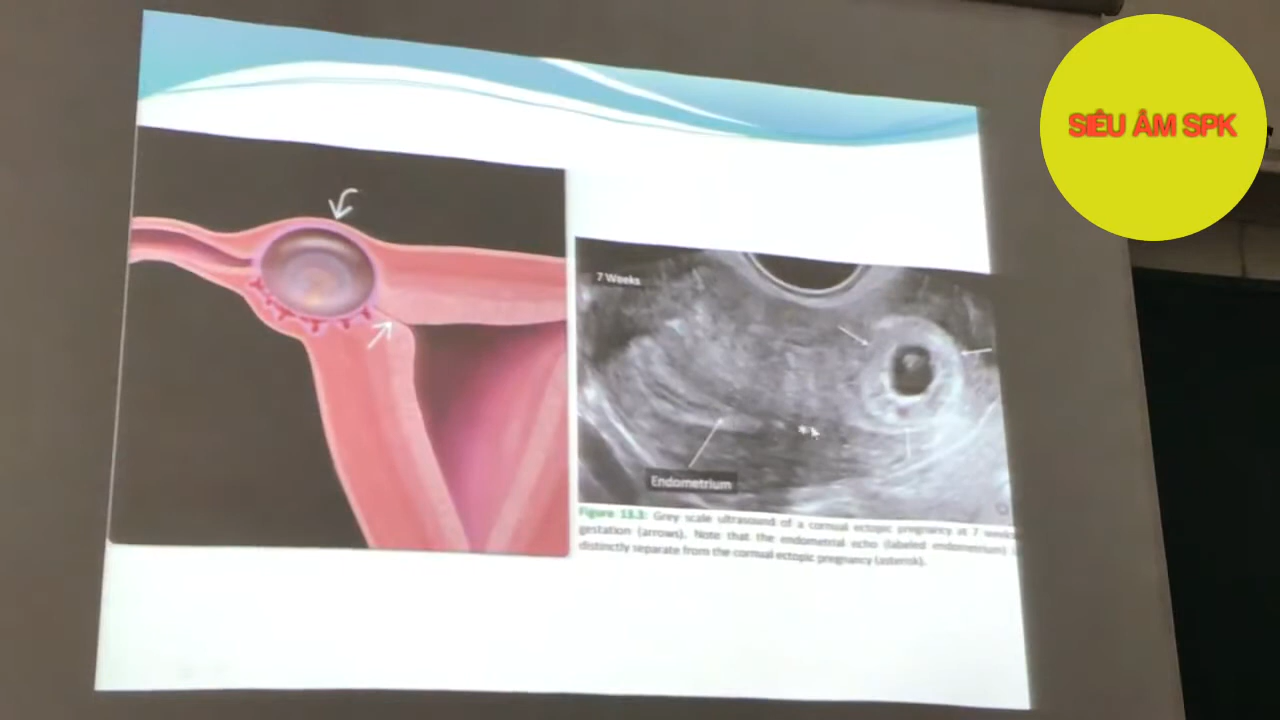 SIÊU ÂM SPK
7 Weeks
Endometrium
Figure 13.3: Grey scale ultrasound of a cornual ectopic pregnancy at 7 weeks
gestation (arrows). Note that the endometrial echo (labeled endometrium)
distinctly separate from the cornual ectopic pregnancy (asterisk).